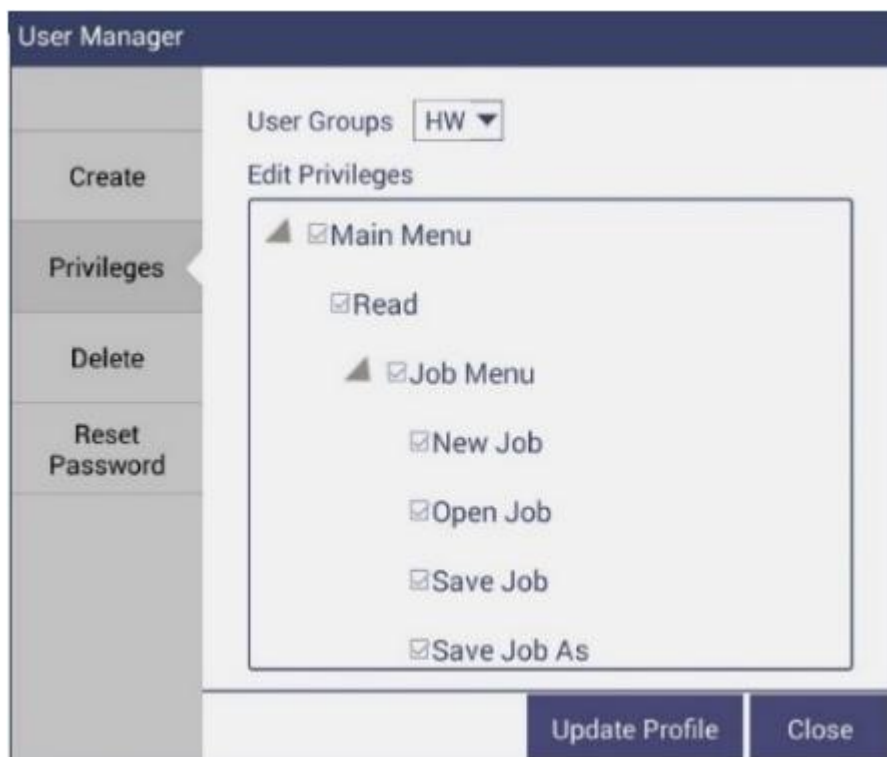 User Manager
User Groups HW
Create
Edit Privileges
Main Menu
Privileges
Read
Delete
Job Menu
Reset
Password
New Job
Open Job
Save Job
Save Job As
Update Profile
Close